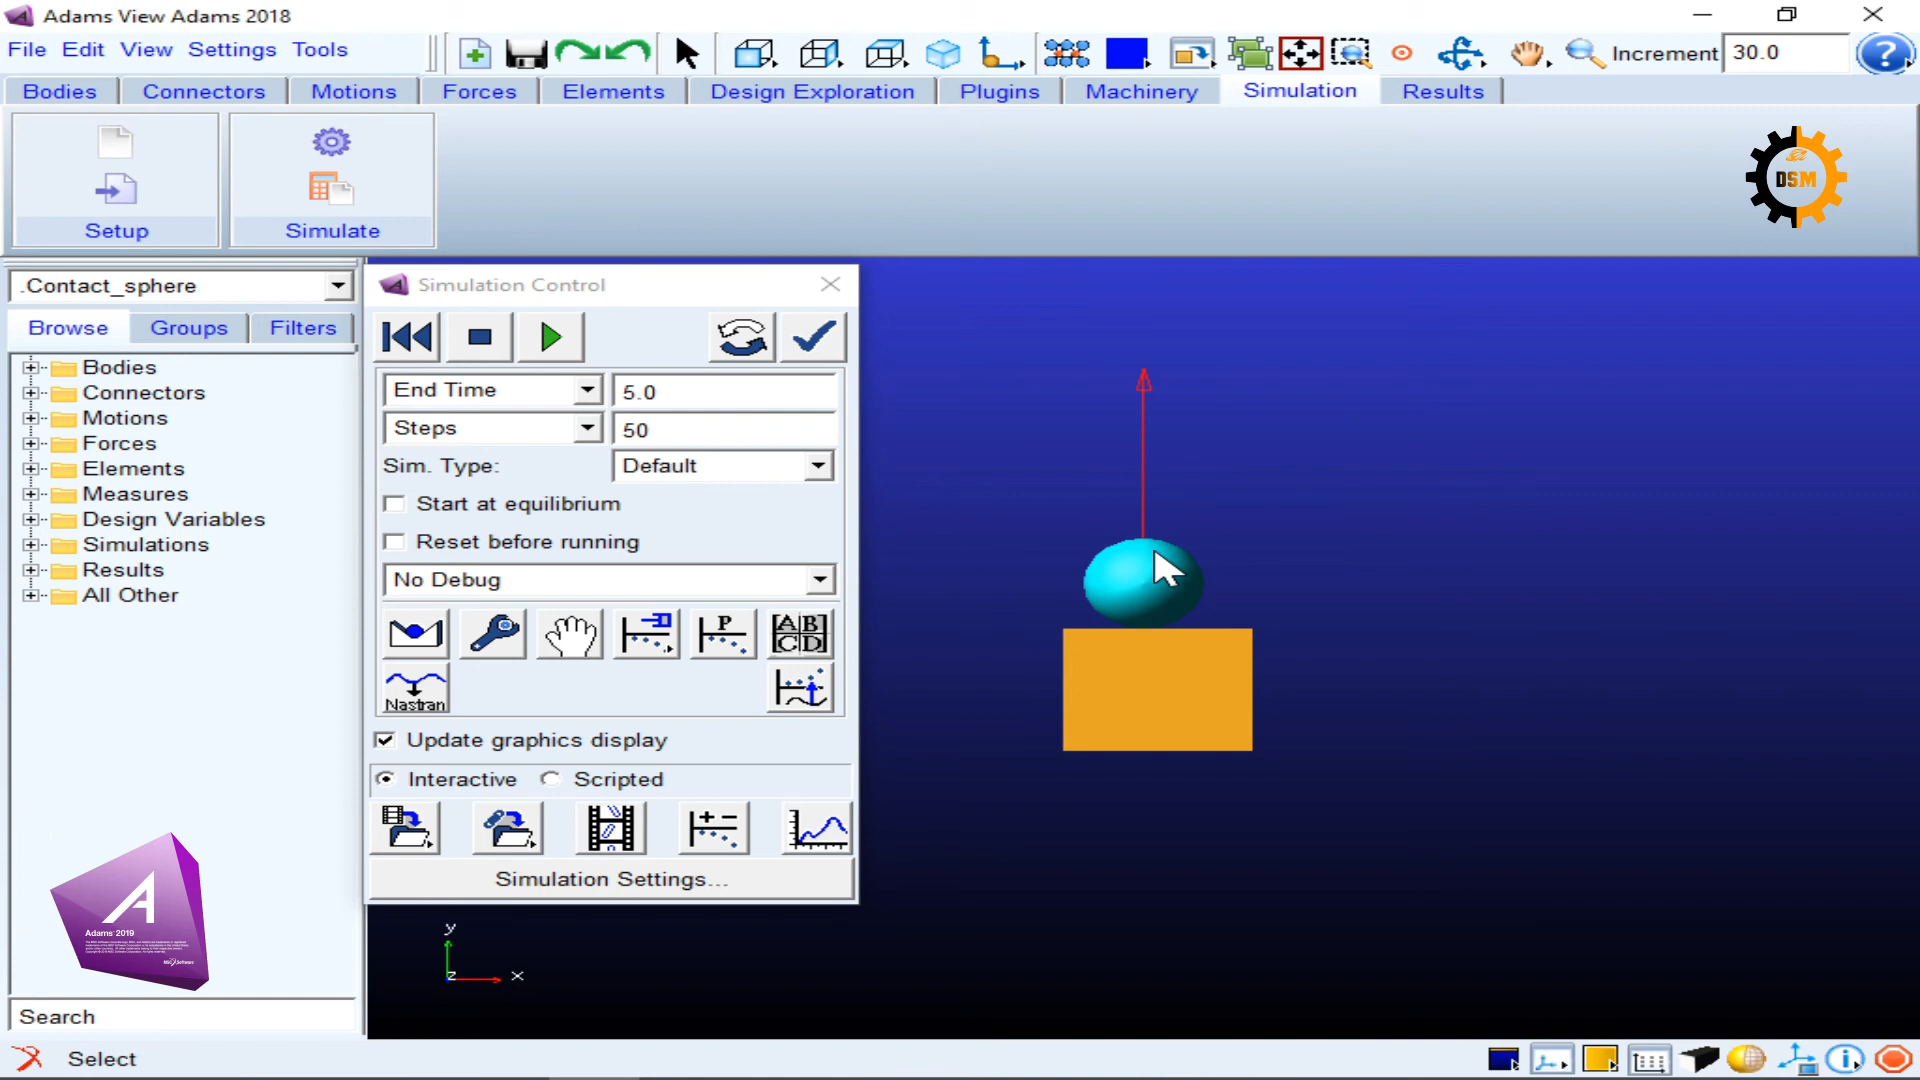 Adams View Adams 2018
File Edit View Settings Tools
Increment 30.0
?
Bodies Connectors Motions Forces Elements Design Exploration Plugins Machinery Simulation Results
Setup
Simulate
DSM
.Contact_sphere
Browse Groups Filters
Bodies
Connectors
Motions
Forces
Elements
Measures
Design Variables
Simulations
Results
All Other
Simulation Control
End Time 5.0
Steps 50
Sim. Type: Default
Start at equilibrium
Reset before running
No Debug
P
A B
C D
Nastran
Update graphics display
Interactive Scripted
Simulation Settings...
y
z x
A
Adams 2019
Search
Select